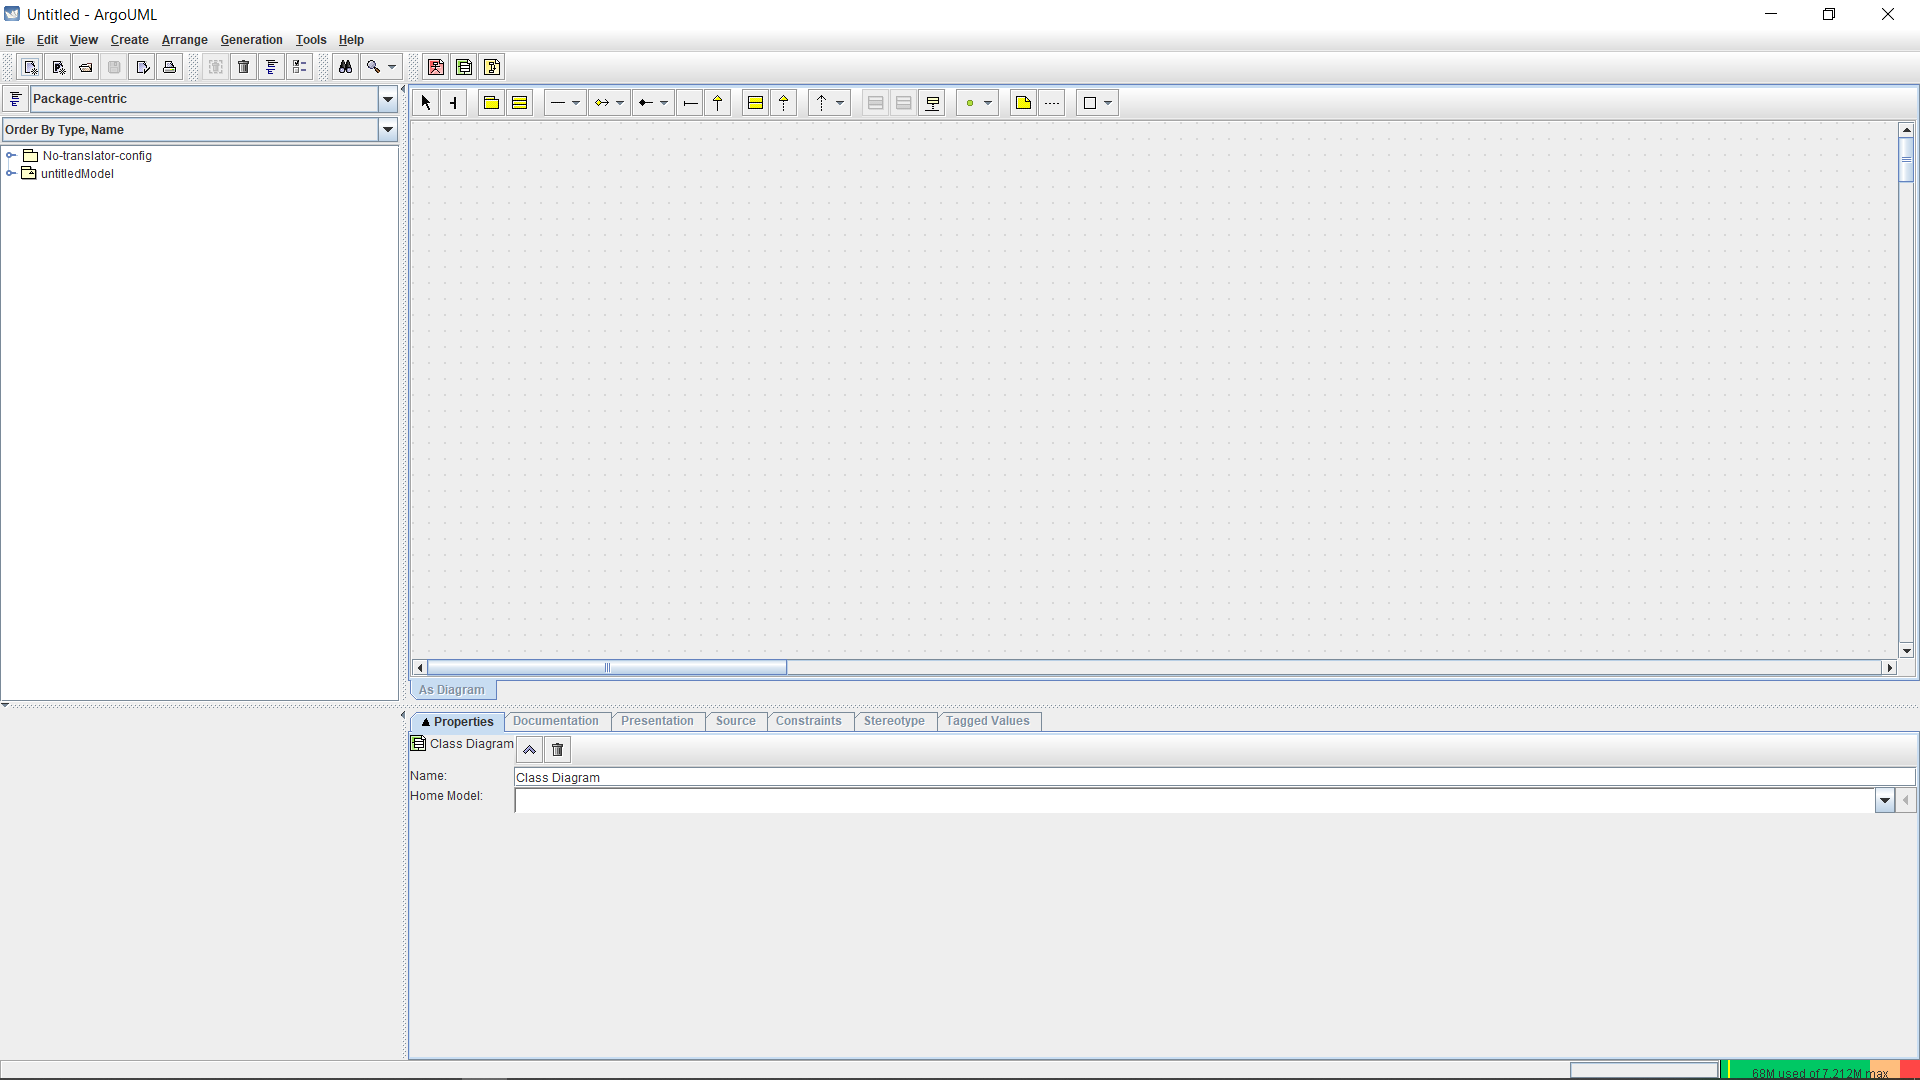 Untitled - ArgoUML
File Edit View Create Arrange Generation Tools Help
Package-centric
Order By Type, Name
No-translator-config
untitledModel
As Diagram
Properties Documentation Presentation Source Constraints Stereotype Tagged Values
Class Diagram
Name: Class Diagram
Home Model:
68M used of 7,212M max